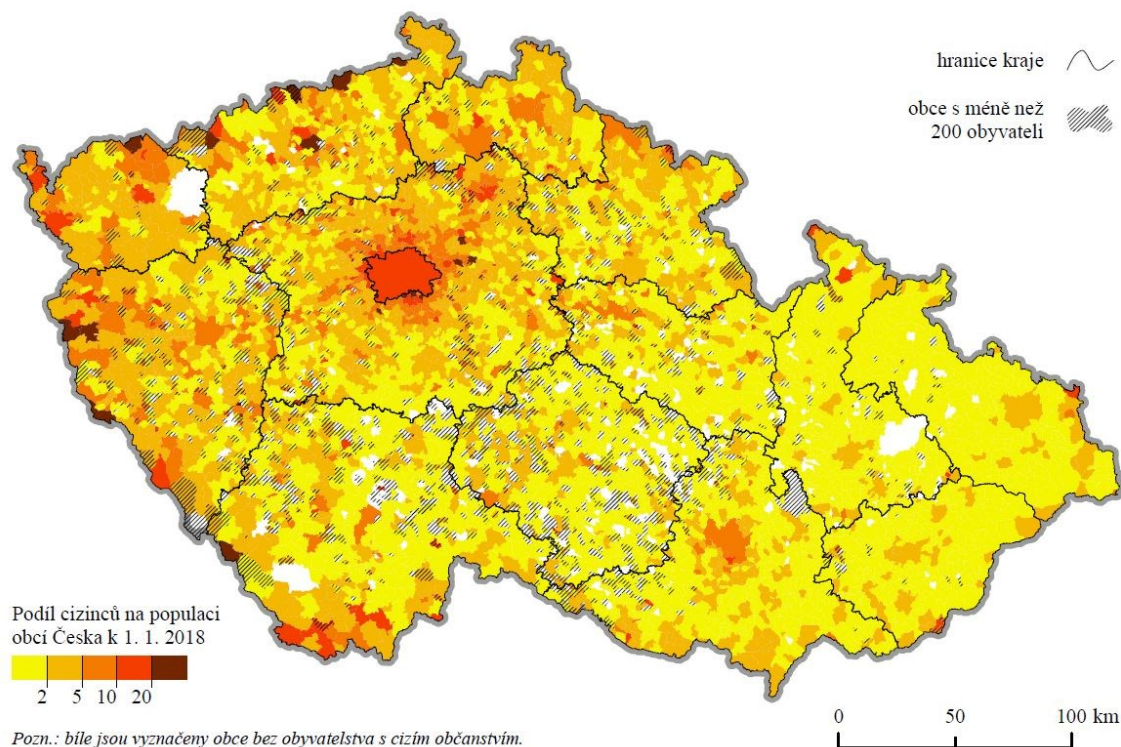 hranice kraje
obce s méně než
200 obyvateli
Podíl cizinců na populaci
obcí Česka k 1. 1. 2018
2 5 10 20
0 50 100 km
Pozn.: bíle jsou vyznačeny obce bez obyvatelstva s cizím občanstvím.